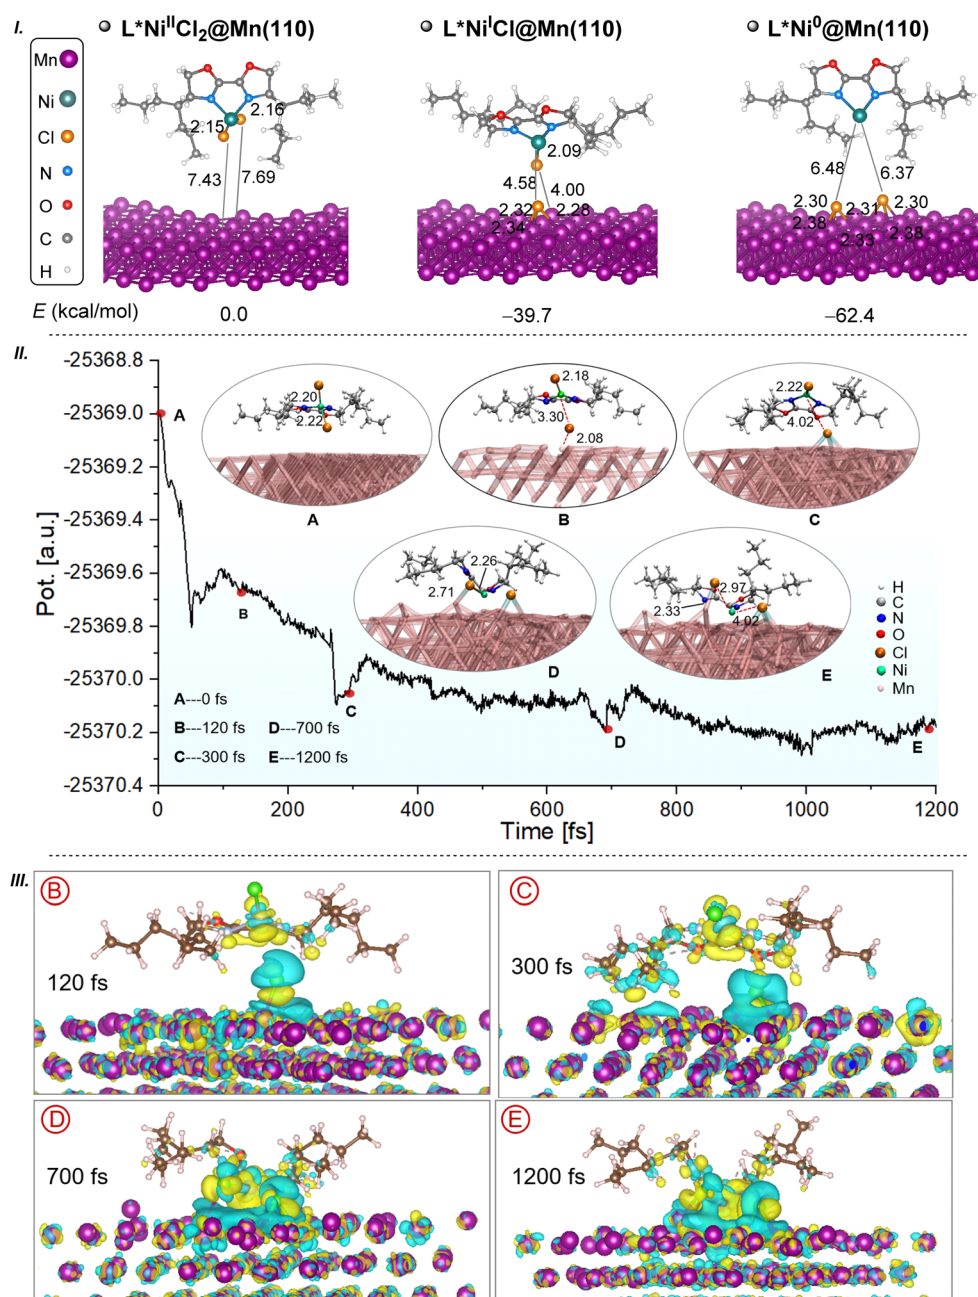 I.
L*NiᴵᴵCl₂@Mn(110)
L*NiᴵCl@Mn(110)
L*Ni⁰@Mn(110)
Mn
Ni
Cl
N
O
C
H
2.16
2.15
7.43
7.69
2.09
4.58
4.00
2.32
2.28
2.34
6.48
6.37
2.30
2.31
2.30
2.38
2.33
2.38
E (kcal/mol)
0.0
−39.7
−62.4
II.
-25368.8
-25369.0
-25369.2
-25369.4
-25369.6
-25369.8
-25370.0
-25370.2
-25370.4
Pot. [a.u.]
A
2.20
2.22
A
2.18
3.30
2.08
B
2.22
4.02
C
2.26
2.71
D
2.97
2.33
4.02
E
H
C
N
O
Cl
Ni
Mn
B
C
D
E
A---0 fs
B---120 fs
D---700 fs
C---300 fs
E---1200 fs
0
200
400
600
800
1000
1200
Time [fs]
III.
B
120 fs
C
300 fs
D
700 fs
E
1200 fs